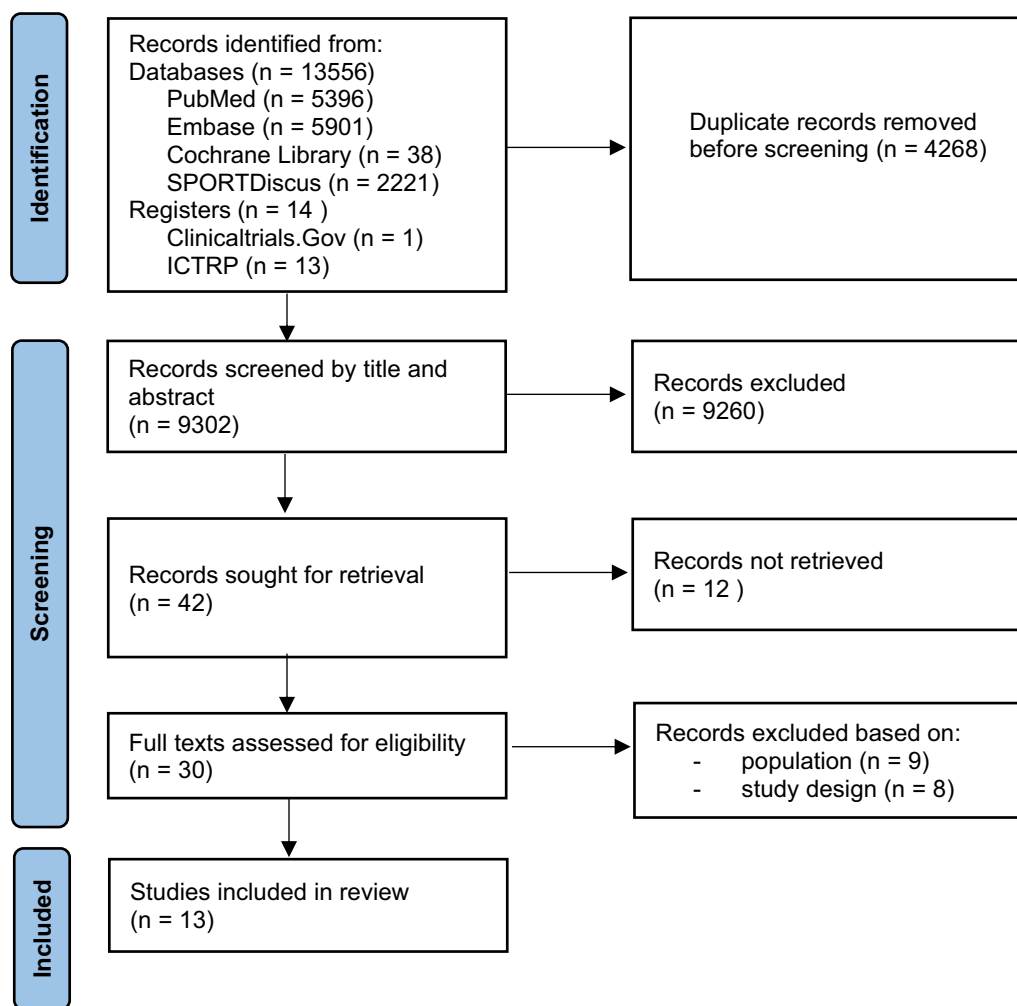 Identification
Records identified from:
Databases (n = 13556)
PubMed (n = 5396)
Embase (n = 5901)
Cochrane Library (n = 38)
SPORTDiscus (n = 2221)
Registers (n = 14 )
Clinicaltrials.Gov (n = 1)
ICTRP (n = 13)
Duplicate records removed
before screening (n = 4268)
Screening
Records screened by title and
abstract
(n = 9302)
Records excluded
(n = 9260)
Records sought for retrieval
(n = 42)
Records not retrieved
(n = 12 )
Full texts assessed for eligibility
(n = 30)
Records excluded based on:
- population (n = 9)
- study design (n = 8)
Included
Studies included in review
(n = 13)